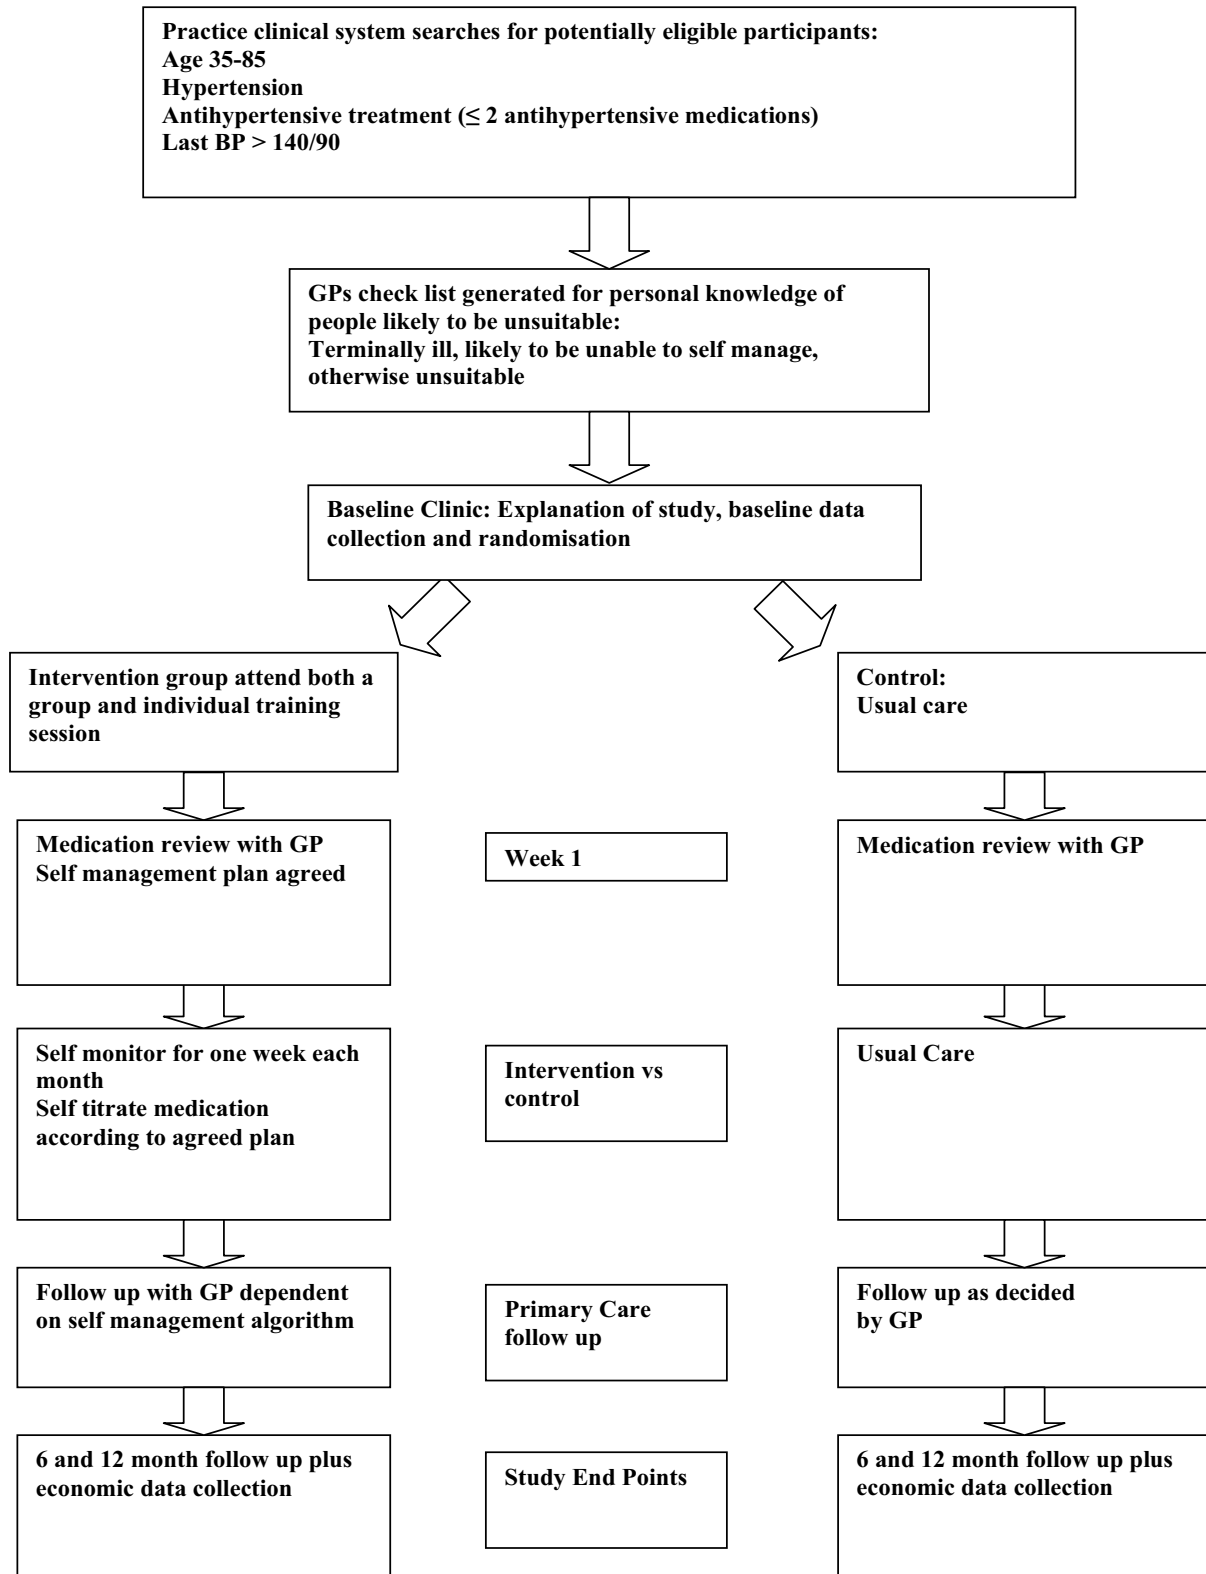 Practice clinical system searches for potentially eligible participants:
Age 35-85
Hypertension
Antihypertensive treatment (≤ 2 antihypertensive medications)
Last BP > 140/90
GPs check list generated for personal knowledge of
people likely to be unsuitable:
Terminally ill, likely to be unable to self manage,
otherwise unsuitable
Baseline Clinic: Explanation of study, baseline data
collection and randomisation
Intervention group attend both a
group and individual training
session
Control:
Usual care
Medication review with GP
Self management plan agreed
Week 1
Medication review with GP
Self monitor for one week each
month
Self titrate medication
according to agreed plan
Intervention vs
control
Usual Care
Follow up with GP dependent
on self management algorithm
Primary Care
follow up
Follow up as decided
by GP
6 and 12 month follow up plus
economic data collection
Study End Points
6 and 12 month follow up plus
economic data collection